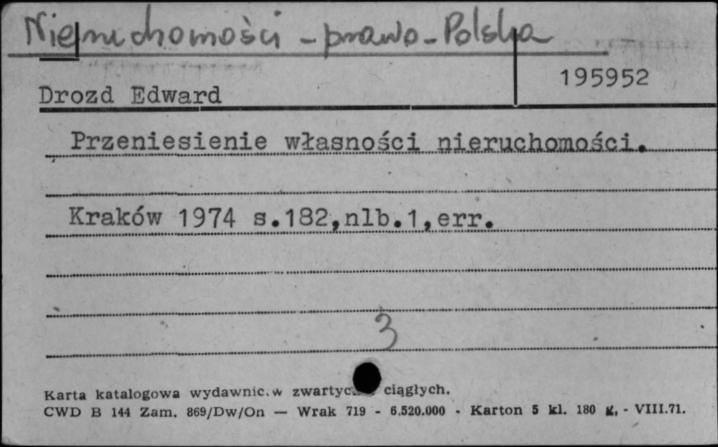 Nieruchomości - prawo - Polska
195952
Drozd Edward
Przeniesienie własności nieruchomości.
Kraków 1974 s.182,nlb.1,err.
3
Karta katalogowa wydawnic.w ciągłych.
CWD B 144 Zam. 869/Dw/On — Wrak 719 - 6.520.000 - Karton 5 kl. 180 g, - VIII.71.